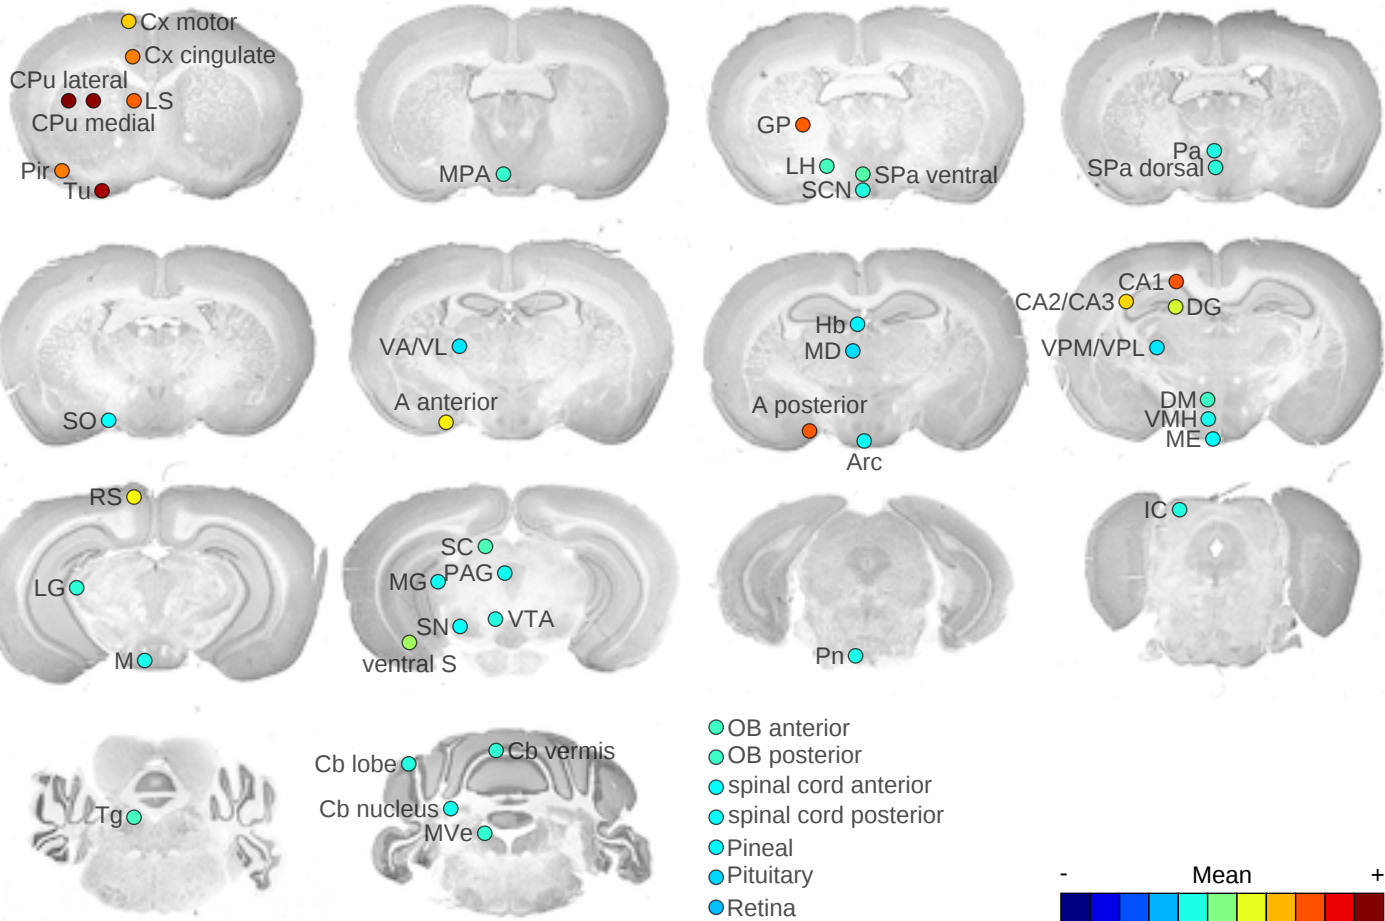 Cx motor
Cx cingulate
CPu lateral
LS
CPu medial
Pir
Tu
MPA
GP
LH
SPa ventral
SCN
Pa
SPa dorsal
SO
VA/VL
A anterior
Hb
MD
A posterior
Arc
CA1
CA2/CA3
DG
VPM/VPL
DM
VMH
ME
RS
LG
M
SC
MG
PAG
SN
VTA
ventral S
Pn
IC
Tg
Cb lobe
Cb vermis
Cb nucleus
MVe
OB anterior
OB posterior
spinal cord anterior
spinal cord posterior
Pineal
Pituitary
Retina
- Mean +